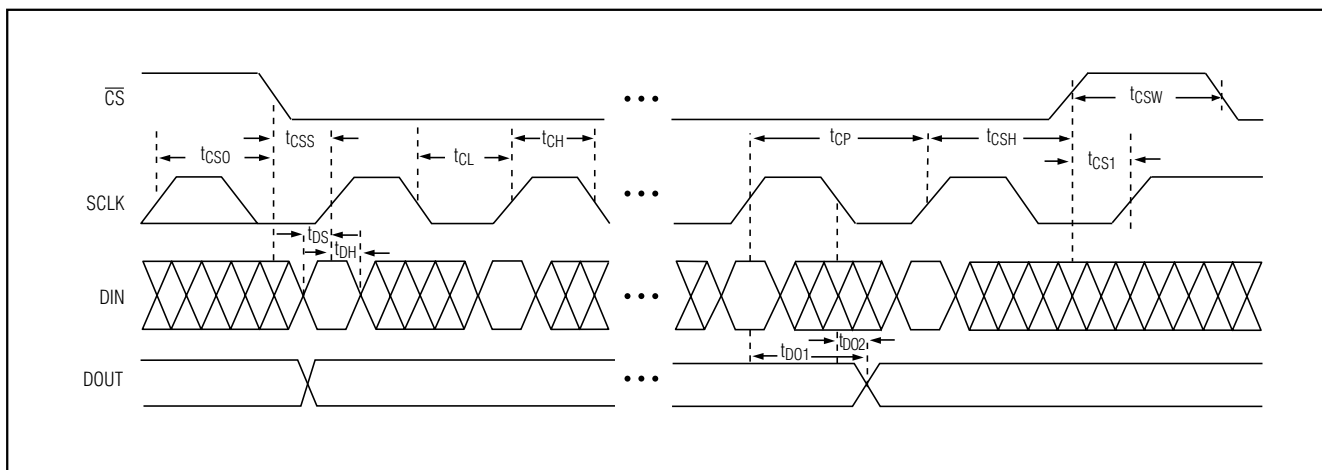 CS
tCSW
tCSS
tCSO
tCL
tCH
tCP
tCSH
tCS1
SCLK
tDS
tDH
DIN
tDO1
tDO2
DOUT